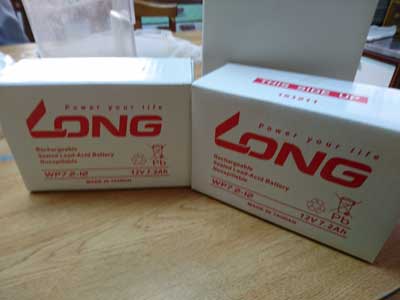 Power your life
LONG
Rechargeable
Sealed Lead-Acid Battery
Nonspillable
Pb
WP7.2-12
12V 7.2Ah
MADE IN TAIWAN
THIS SIDE UP
Power your life
LONG
Rechargeable
Sealed Lead-Acid Battery
Nonspillable
Pb
WP7.2-12
12V 7.2Ah
MADE IN TAIWAN